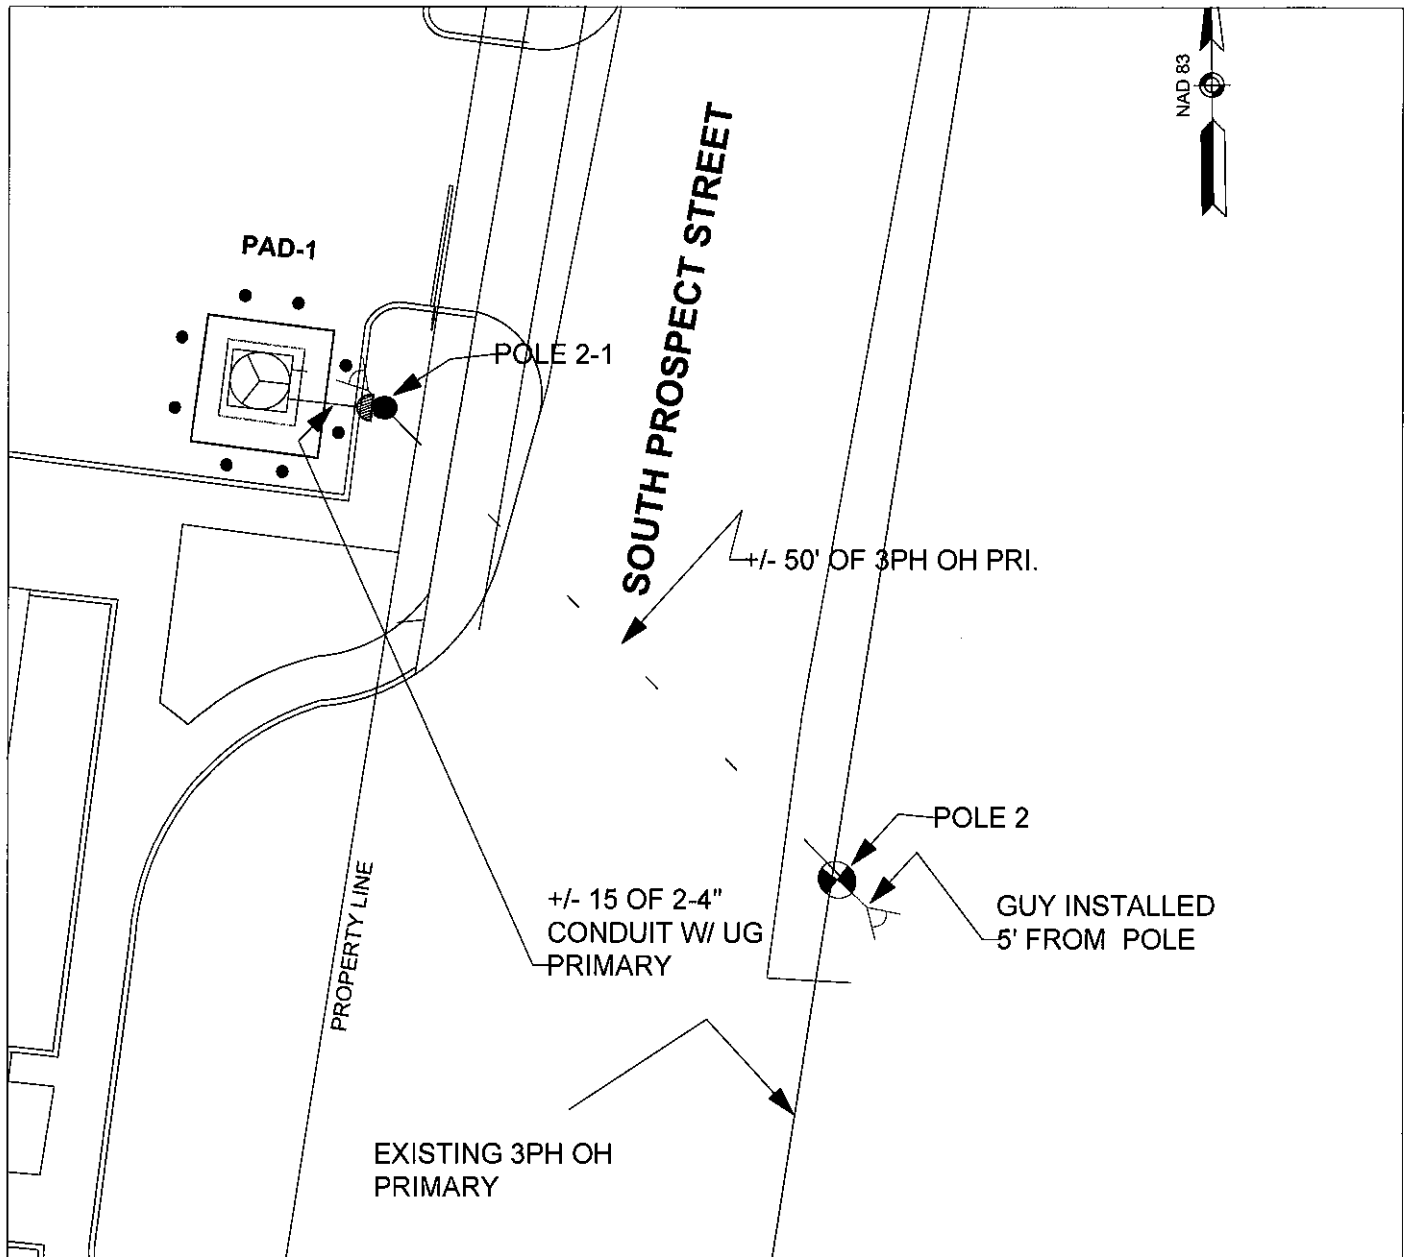 NAD 83
SOUTH PROSPECT STREET
PAD-1
POLE 2-1
+/- 50' OF 3PH OH PRI.
POLE 2
PROPERTY LINE
+/- 15 OF 2-4"
CONDUIT W/ UG
PRIMARY
GUY INSTALLED
5' FROM POLE
EXISTING 3PH OH
PRIMARY